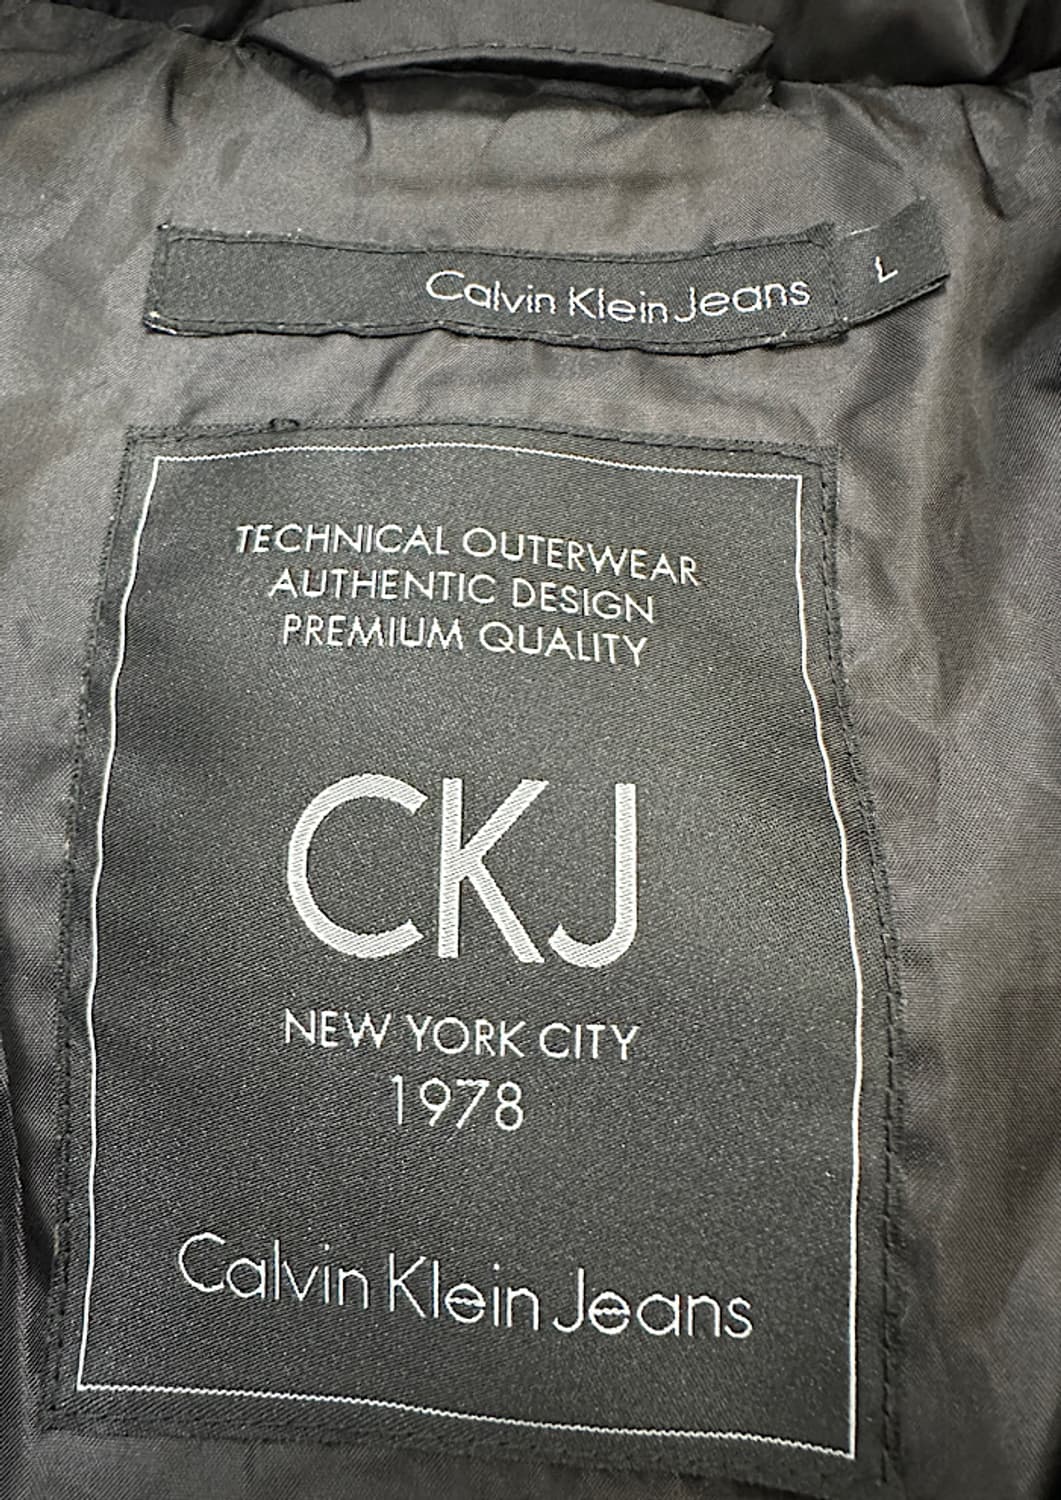 Calvin Klein Jeans
L
TECHNICAL OUTERWEAR
AUTHENTIC DESIGN
PREMIUM QUALITY
CKJ
NEW YORK CITY
1978
Calvin Klein Jeans